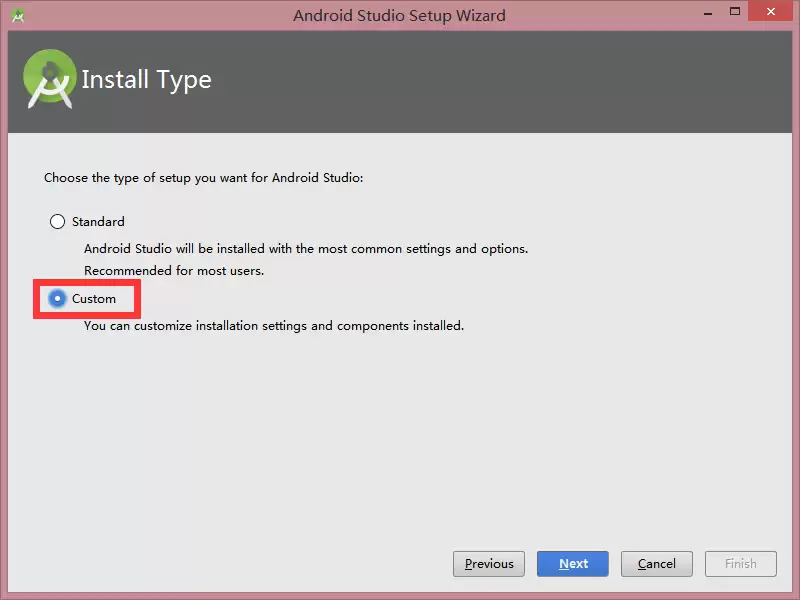 Android Studio Setup Wizard
Install Type
Choose the type of setup you want for Android Studio:
Standard
Android Studio will be installed with the most common settings and options.
Recommended for most users.
Custom
You can customize installation settings and components installed.
Previous Next Cancel Finish